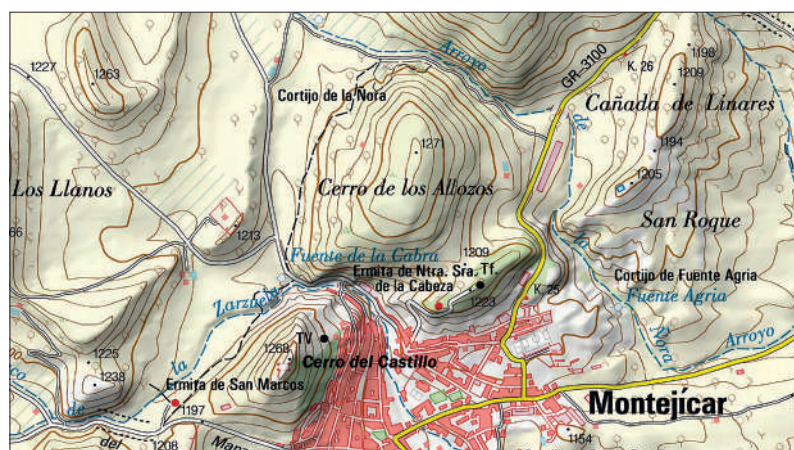 1227
1263
Arroyo
GR-3100
K. 26
1198
1209
Cortijo de la Nora
de
Cañada de Linares
1271
1194
Los Llanos
Cerro de los Allozos
1205
66
1213
San Roque
Fuente de la Cabra
1209
la
Ermita de Ntra. Sra.
de la Cabeza
Tf.
Cortijo de Fuente Agria
1223
K 25
Fuente Agria
Zarzuela
la
TV
Nora
Arroyo
1268
Cerro del Castillo
1225
1238
Ermita de San Marcos
co
de
1197
Montejícar
del
1208
1154